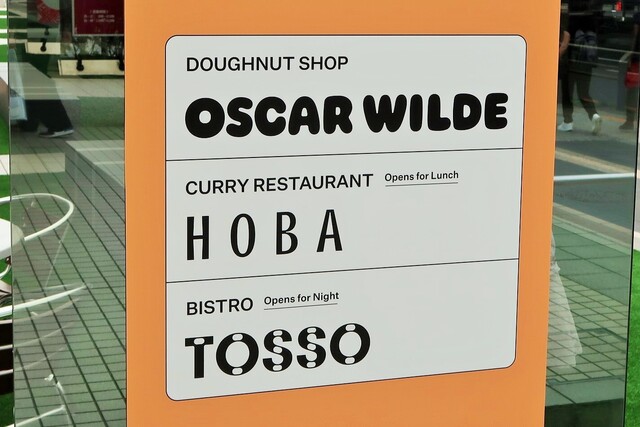 DOUGHNUT SHOP
OSCAR WILDE
CURRY RESTAURANT Opens for Lunch
HOBA
BISTRO Opens for Night
TOSSO